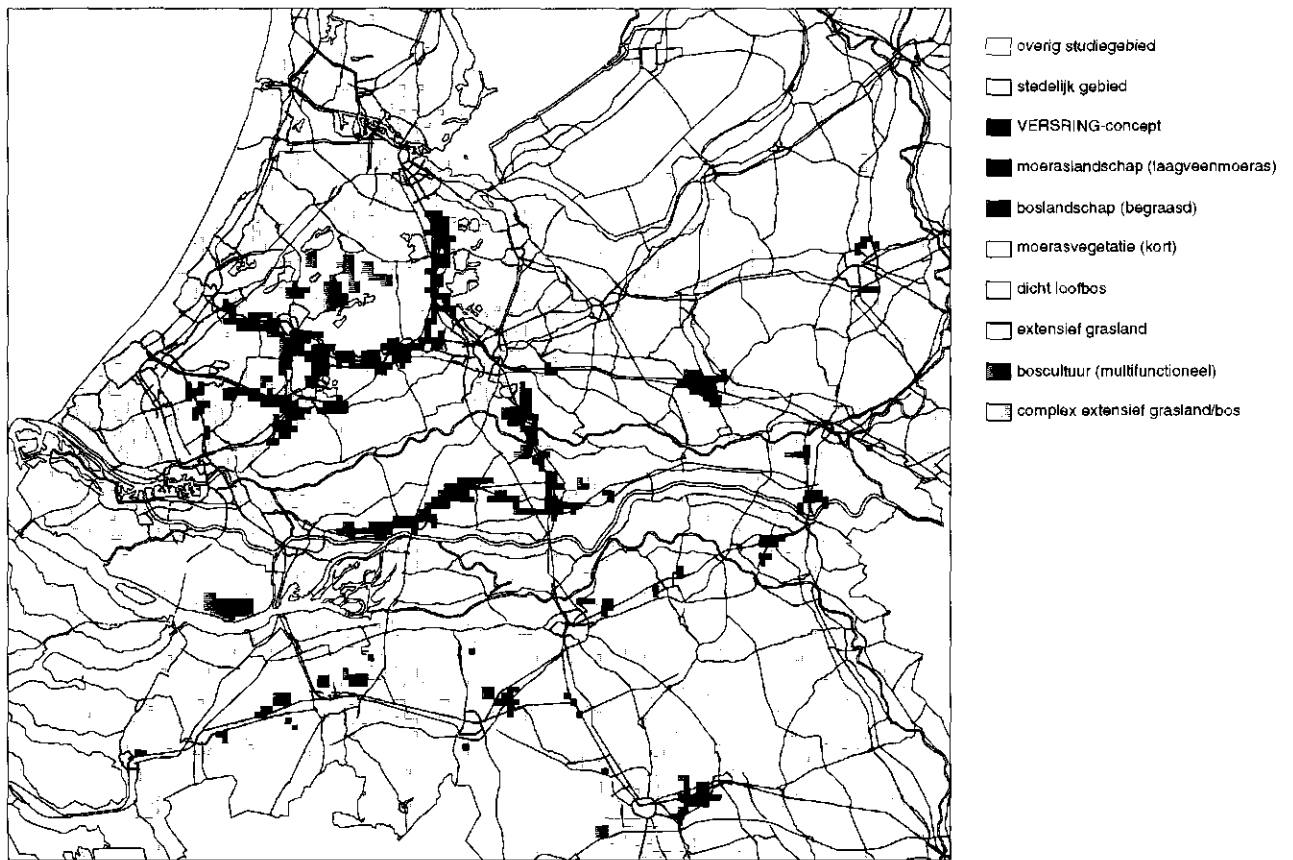 overig studiegebied
stedelijk gebied
VERSRING-concept
moeraslandschap (laagveenmoeras)
boslandschap (begraasd)
moerasvegetatie (kort)
dicht loofbos
extensief grasland
boscultuur (multifunctioneel)
complex extensief grasland/bos